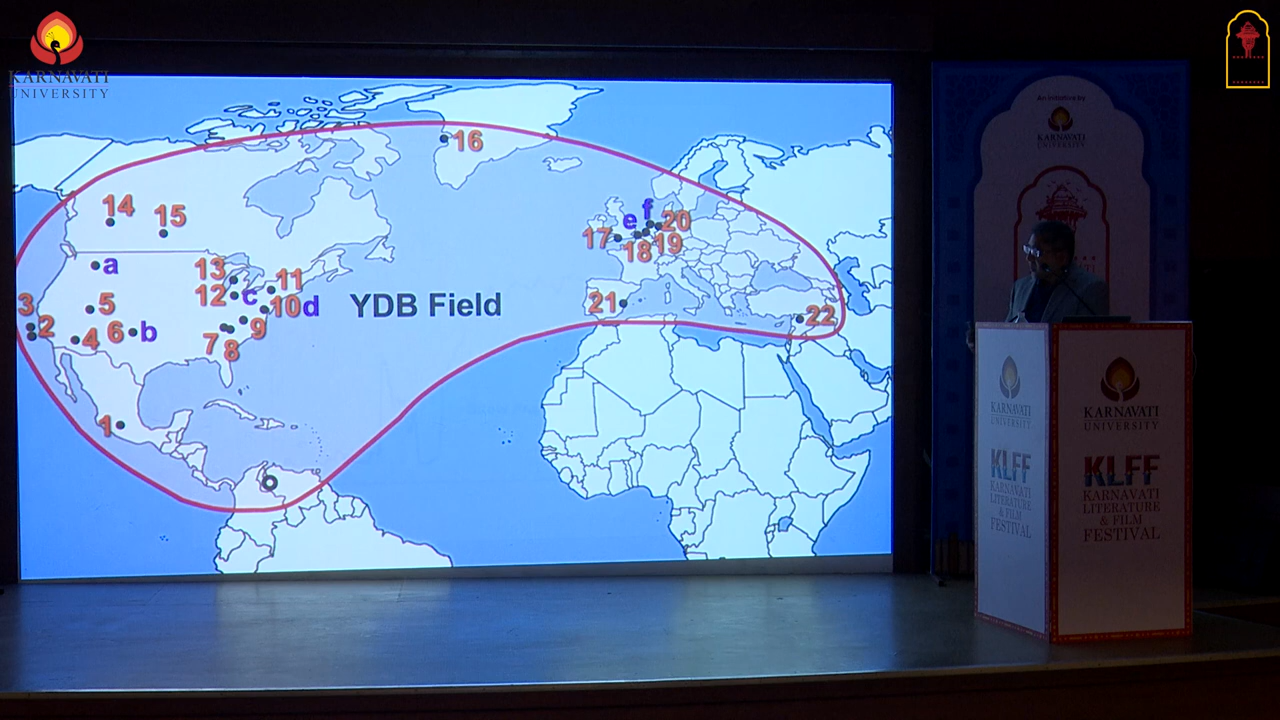 KARNAVATI
UNIVERSITY
16
14
15
a
13
12
c
11
10
d
3
2
5
4
6
b
9
7
8
1
YDB Field
e
f
17
18
19
20
21
22
An initiative by
KARNAVATI
UNIVERSITY
KARNAVATI
UNIVERSITY
KLFF
KARNAVATI
LITERATURE
& FILM
FESTIVAL
KARNAVATI
UNIVERSITY
KLFF
KARNAVATI
LITERATURE
& FILM
FESTIVAL